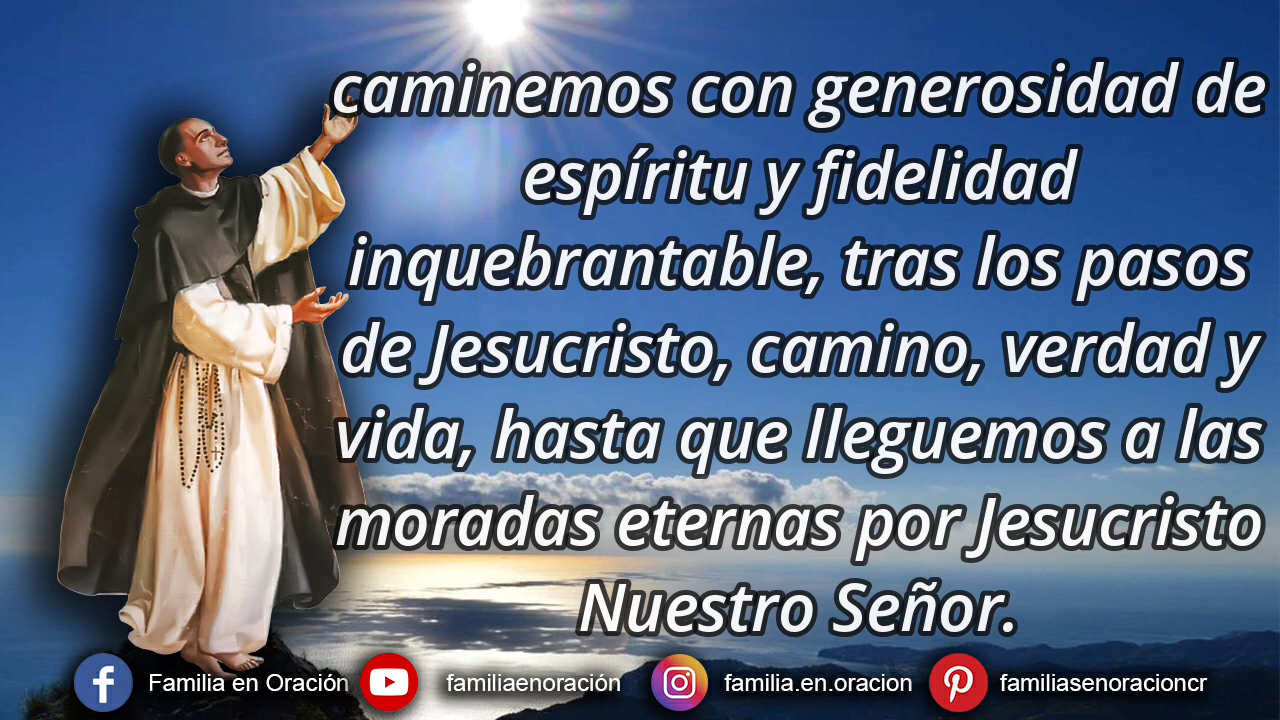 caminemos con generosidad de
espíritu y fidelidad
inquebrantable, tras los pasos
de Jesucristo, camino, verdad y
vida, hasta que lleguemos a las
moradas eternas por Jesucristo
Nuestro Señor.
Familia en Oración familiaenoración familia.en.oracion familiasenoracioncr